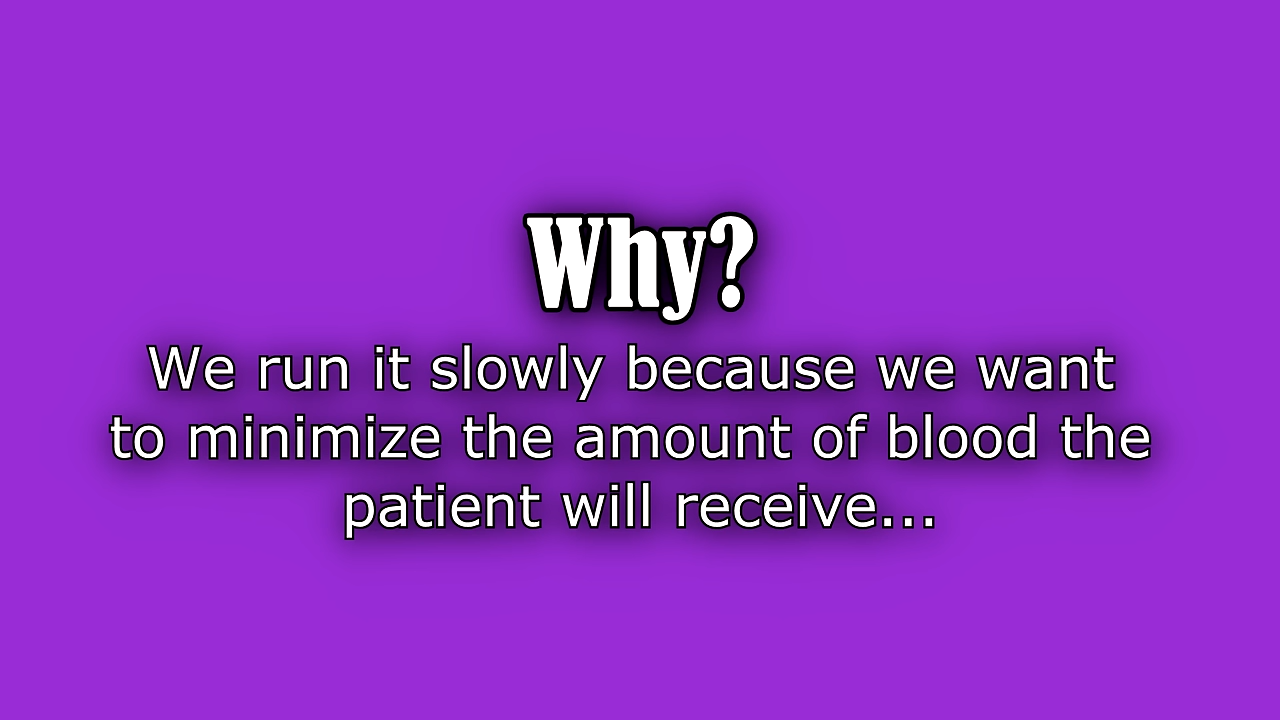 Why?
We run it slowly because we want
to minimize the amount of blood the
patient will receive...